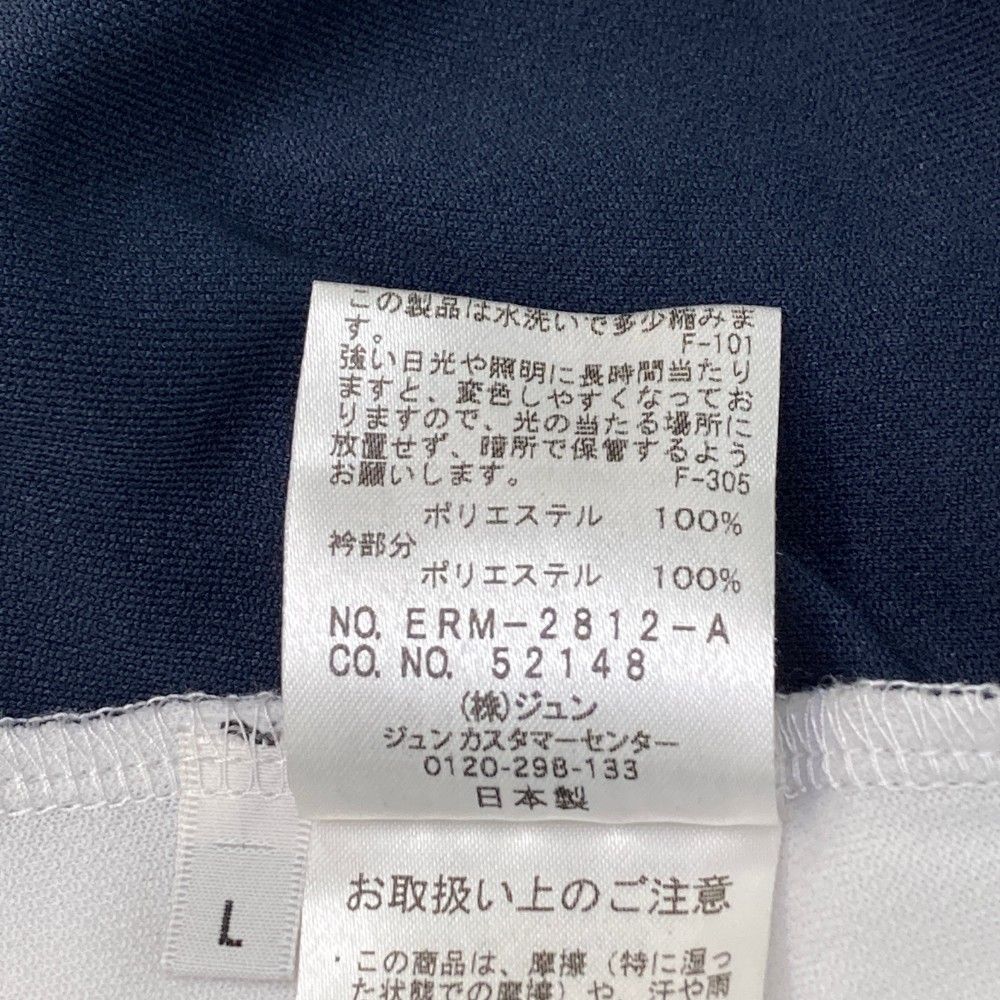 この製品は水洗いで多少縮みま
す。 F-101
強い日光や照明に長時間当たり
ますと、変色しやすくなってお
りますので、光の当たる場所に
放置せず、暗所で保管するよう
お願いします。 F-305
ポリエステル 100%
衿部分
ポリエステル 100%
NO. ERM-2812-A
CO. NO. 52148
(株)ジュン
ジュンカスタマーセンター
0120-298-133
日本製
お取扱い上のご注意
・この商品は、摩擦（特に湿っ
た状態での摩擦）や、汗や雨
L